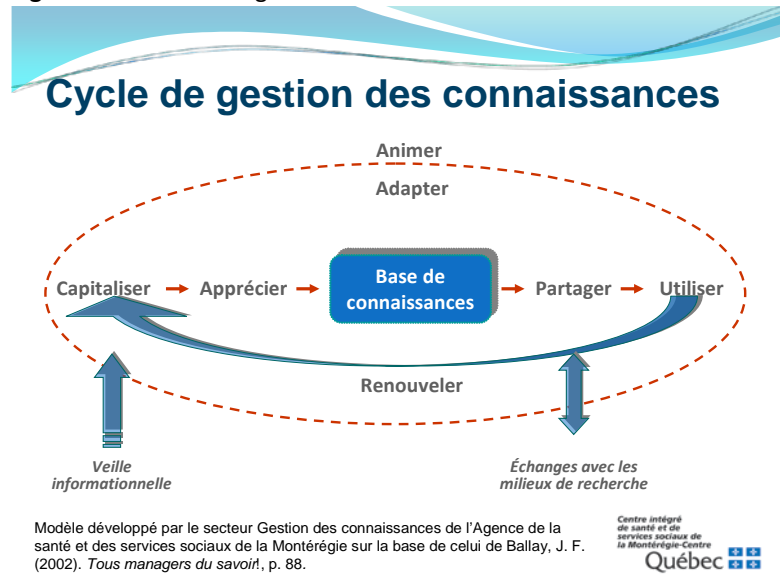 Cycle de gestion des connaissances
Animer
Adapter
Capitaliser
Apprécier
Base de
connaissances
Partager
Utiliser
Renouveler
Veille
informationnelle
Échanges avec les
milieux de recherche
Modèle développé par le secteur Gestion des connaissances de l'Agence de la
santé et des services sociaux de la Montérégie sur la base de celui de Ballay, J. F.
(2002). Tous managers du savoir!, p. 88.
Centre intégré
de santé et de
services sociaux de
la Montérégie-Centre
Québec